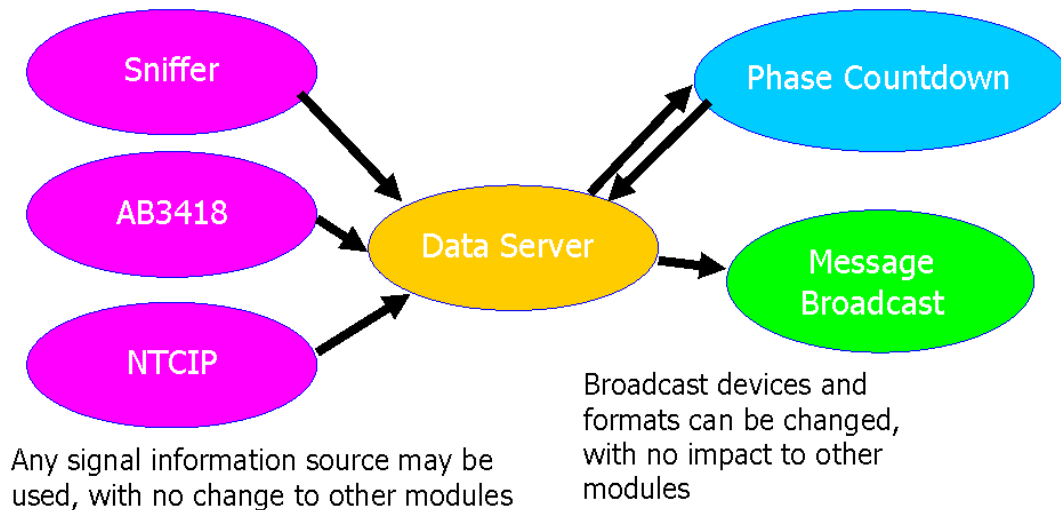 Sniffer
Phase Countdown
AB3418
Data Server
Message
Broadcast
NTCIP
Any signal information source may be
used, with no change to other modules
Broadcast devices and
formats can be changed,
with no impact to other
modules